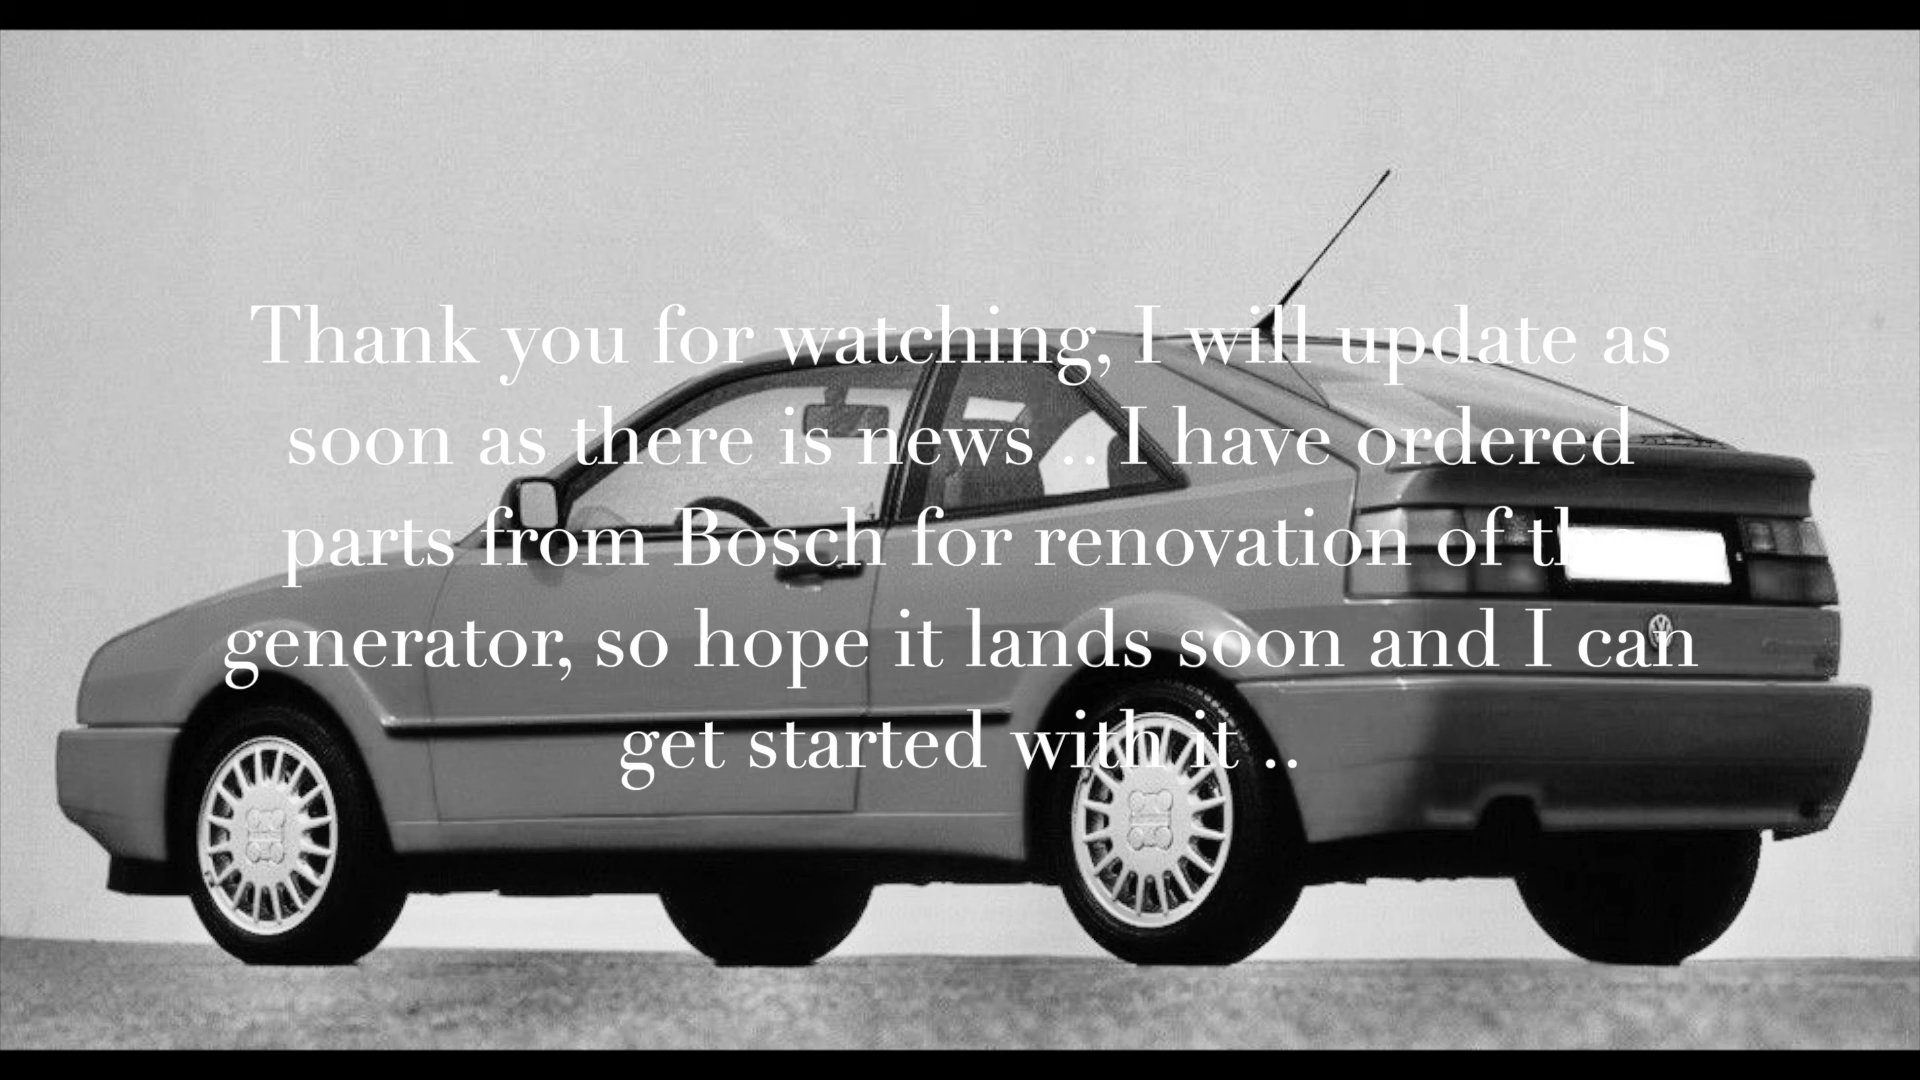 Thank you for watching, I will update as
soon as there is news .. I have ordered
parts from Bosch for renovation of the
generator, so hope it lands soon and I can
get started with it ..